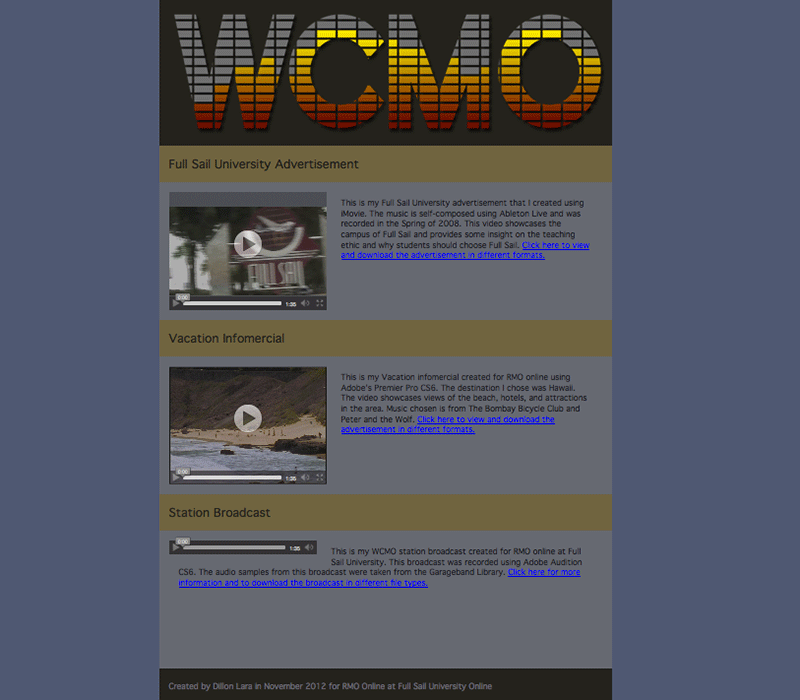 WCMO
Full Sail University Advertisement
This is my Full Sail University advertisement that I created using
iMovie. The music is self-composed using Ableton Live and was
recorded in the Spring of 2008. This video showcases the
campus of Full Sail and provides some insight on the teaching
ethic and why students should choose Full Sail. Click here to view
and download the advertisement in different formats.
FULL SAIL
0:00
1:35
Vacation Infomercial
This is my Vacation infomercial created for RMO online using
Adobe's Premier Pro CS6. The destination I chose was Hawaii.
The video showcases views of the beach, hotels, and attractions
in the area. Music chosen is from The Bombay Bicycle Club and
Peter and the Wolf. Click here to view and download the
advertisement in different formats.
0:00
1:35
Station Broadcast
0:00
1:35
This is my WCMO station broadcast created for RMO online at Full
Sail University. This broadcast was recorded using Adobe Audition
CS6. The audio samples from this broadcast were taken from the Garageband Library. Click here for more
information and to download the broadcast in different file types.
Created by Dillon Lara in November 2012 for RMO Online at Full Sail University Online